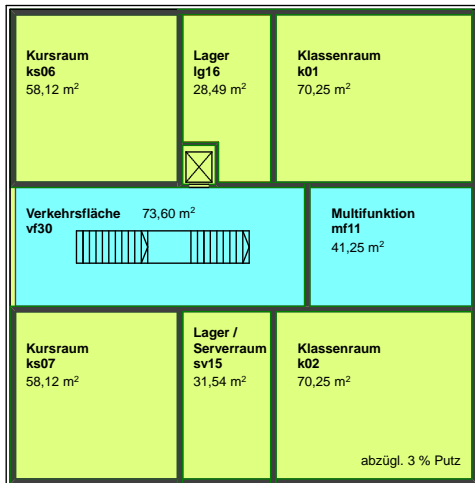 Kursraum
ks06
58,12 m²
Lager
lg16
28,49 m²
Klassenraum
k01
70,25 m²
Verkehrsfläche 73,60 m²
vf30
Multifunktion
mf11
41,25 m²
Kursraum
ks07
58,12 m²
Lager /
Serverraum
sv15
31,54 m²
Klassenraum
k02
70,25 m²
abzügl. 3 % Putz